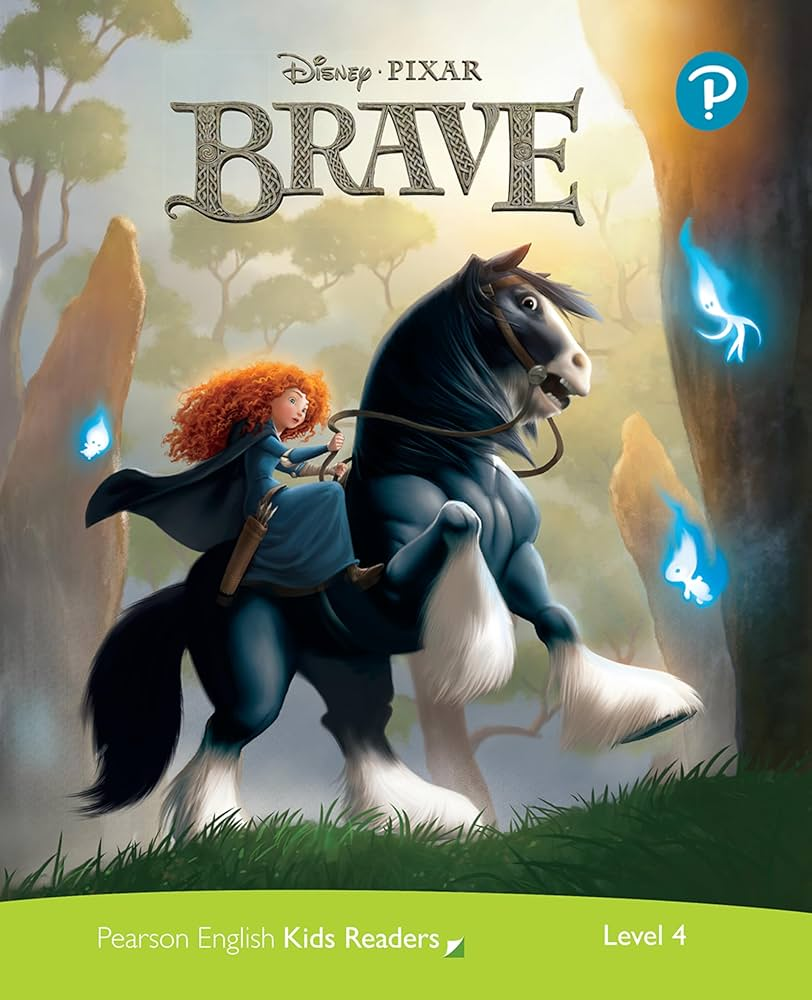 Disney · PIXAR
BRAVE
Pearson English Kids Readers
Level 4